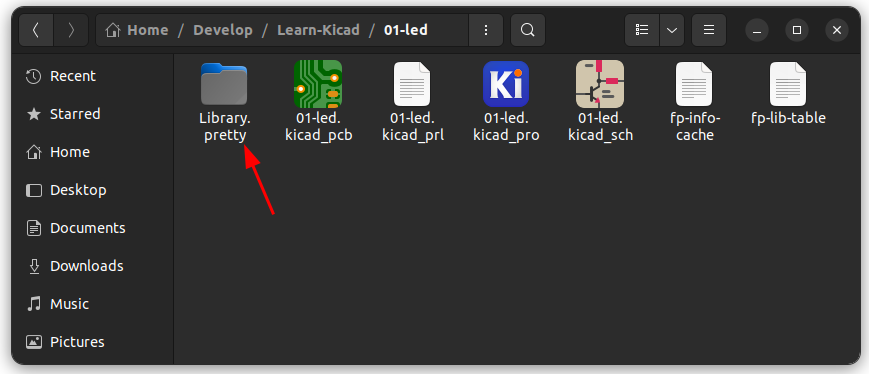 Home / Develop / Learn-Kicad / 01-led
Recent
Starred
Home
Desktop
Documents
Downloads
Music
Pictures
Library.
pretty
01-led.
kicad_pcb
01-led.
kicad_prl
Ki
01-led.
kicad_pro
01-led.
kicad_sch
fp-info-
cache
fp-lib-table